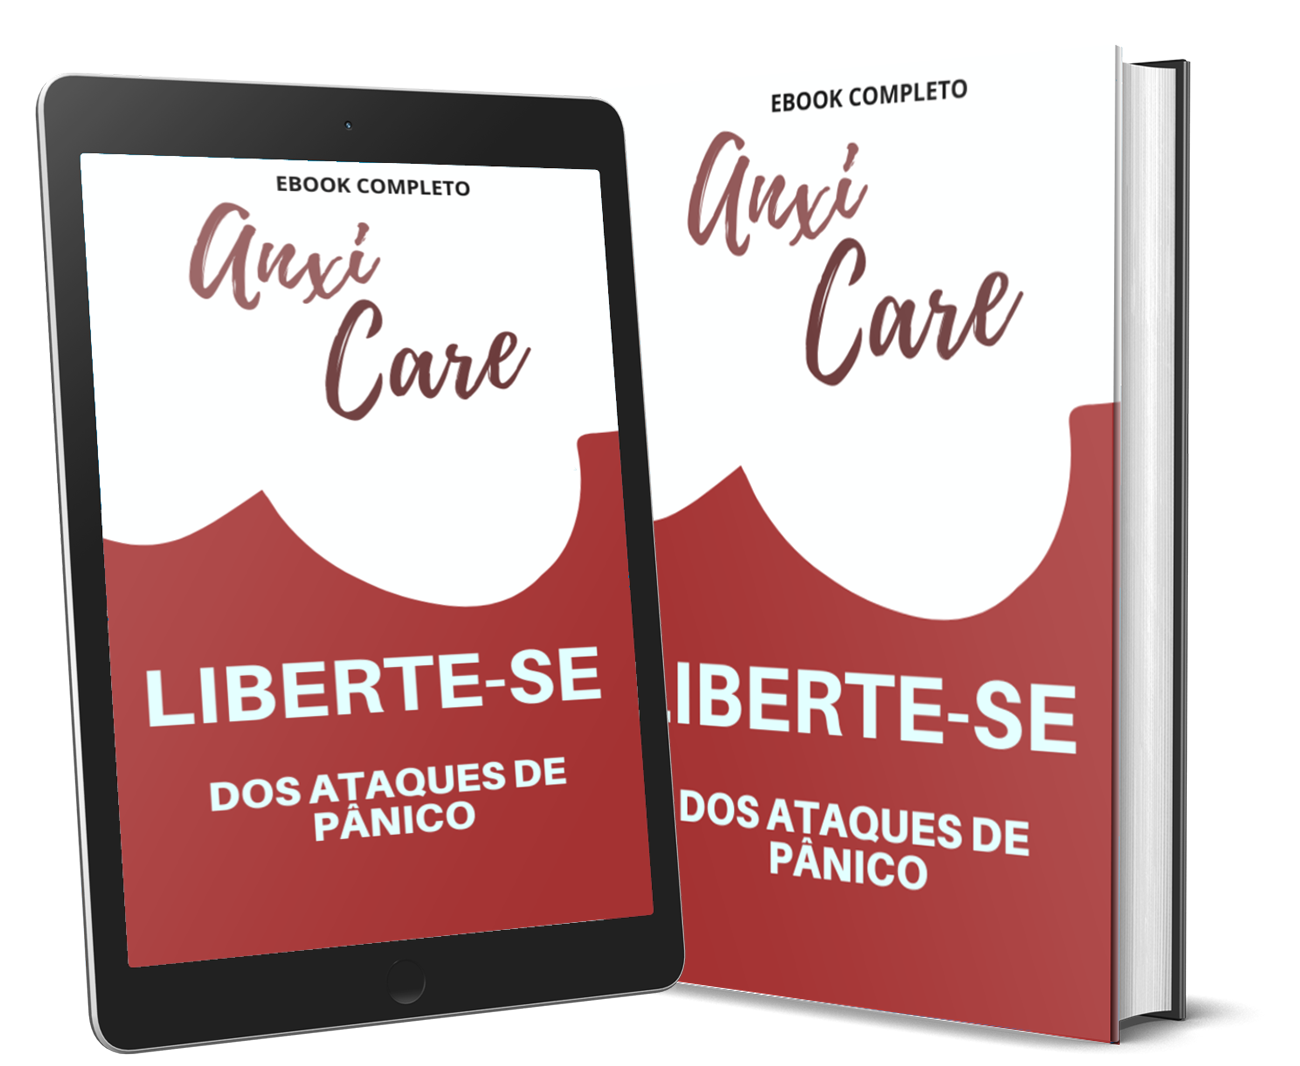 EBOOK COMPLETO
Anxi
Care
LIBERTE-SE
DOS ATAQUES DE
PÂNICO
EBOOK COMPLETO
Anxi
Care
LIBERTE-SE
DOS ATAQUES DE
PÂNICO